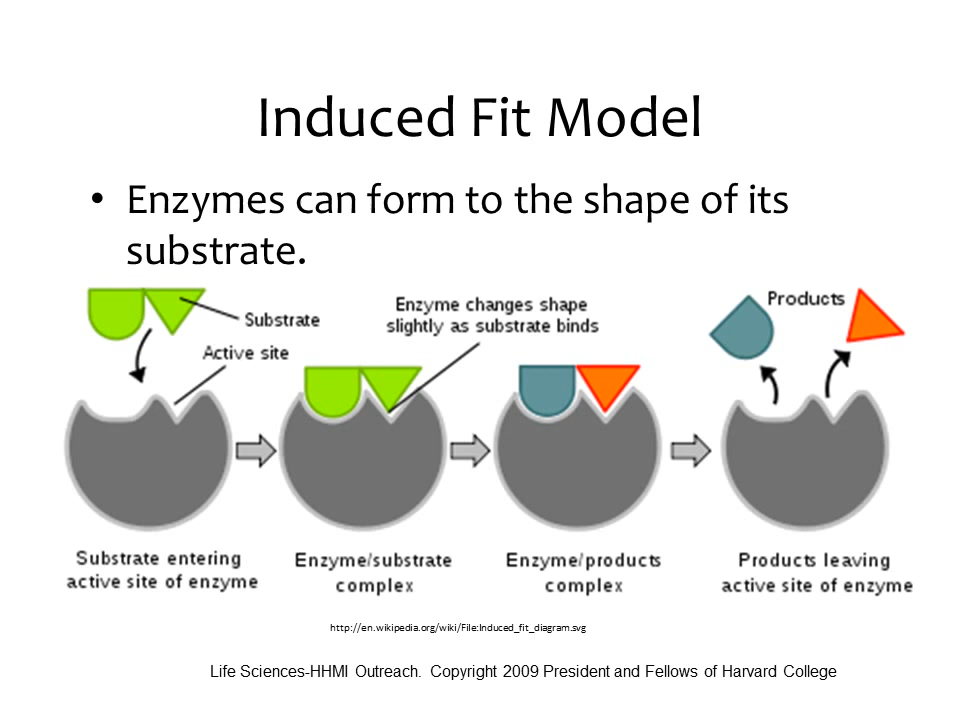 Induced Fit Model
• Enzymes can form to the shape of its
substrate.
Substrate
Active site
Enzyme changes shape
slightly as substrate binds
Products
Substrate entering
active site of enzyme
Enzyme/substrate
complex
Enzyme/products
complex
Products leaving
active site of enzyme
http://en.wikipedia.org/wiki/File:Induced_fit_diagram.svg
Life Sciences-HHMI Outreach. Copyright 2009 President and Fellows of Harvard College